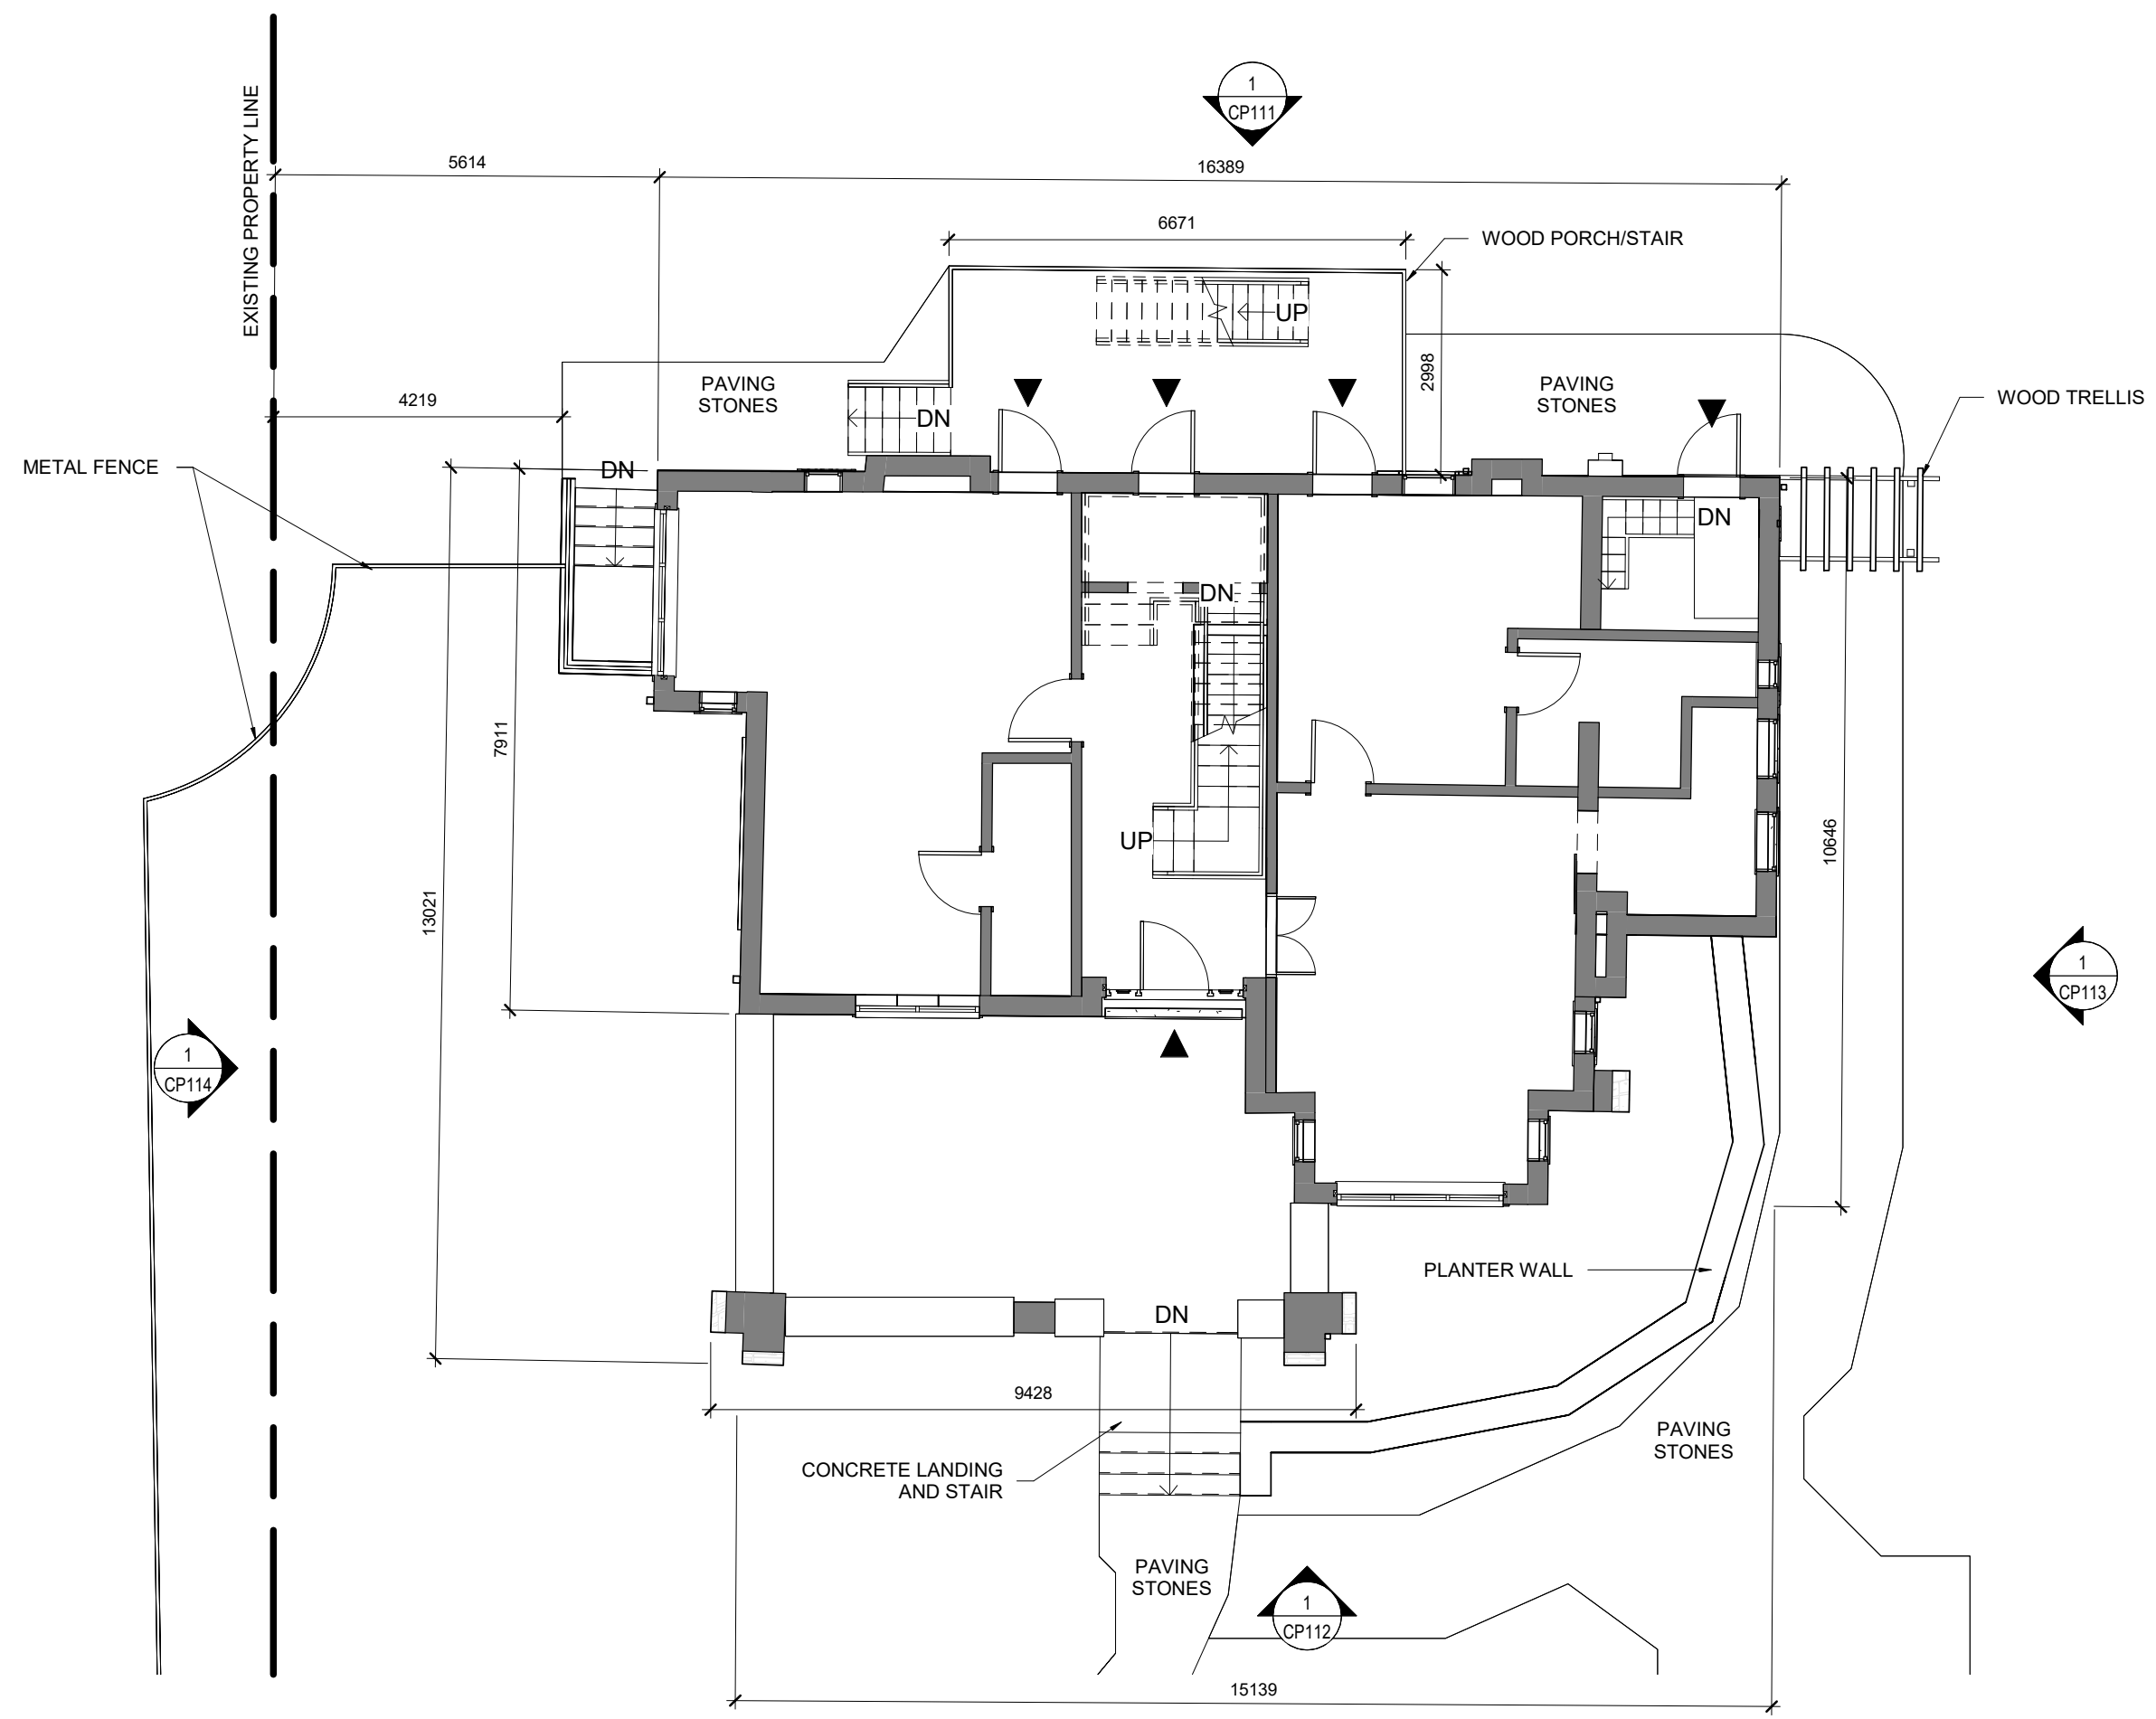 1
CP111
EXISTING PROPERTY LINE
5614
16389
6671
WOOD PORCH/STAIR
UP
2998
PAVING
STONES
PAVING
STONES
WOOD TRELLIS
4219
DN
METAL FENCE
DN
DN
DN
7911
13021
UP
10646
1
CP113
1
CP114
PLANTER WALL
DN
9428
CONCRETE LANDING
AND STAIR
PAVING
STONES
PAVING
STONES
1
CP112
15139